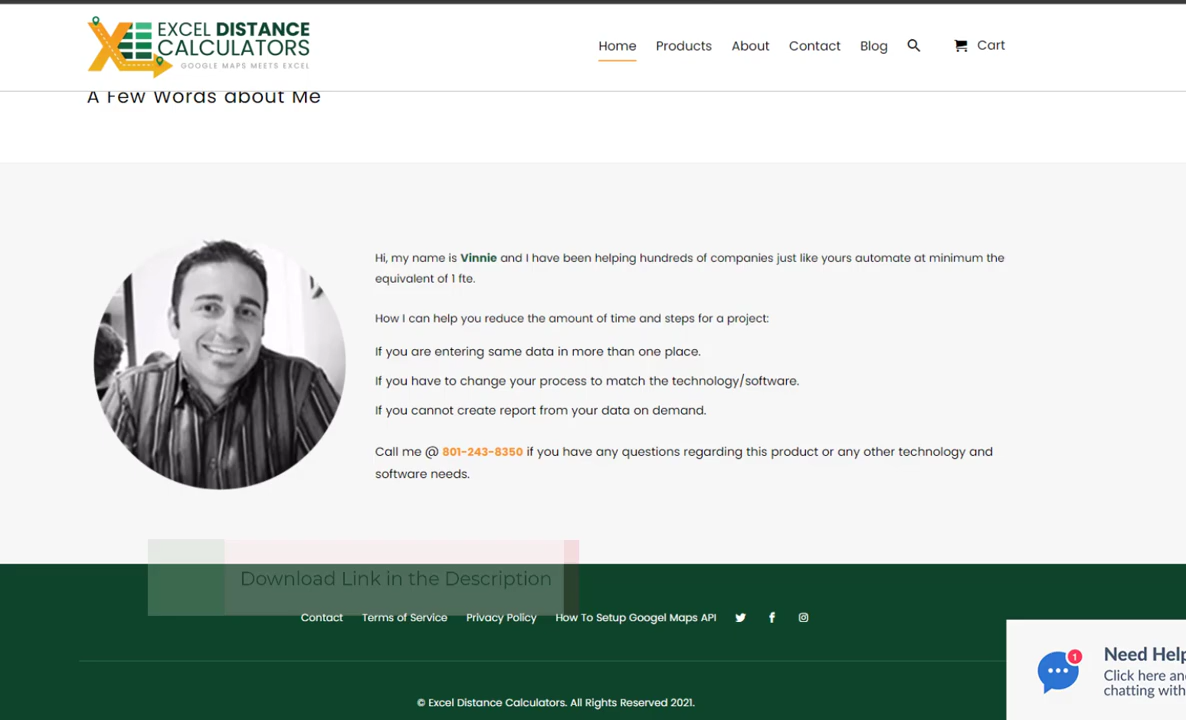 EXCEL DISTANCE
CALCULATORS
GOOGLE MAPS MEETS EXCEL
Home Products About Contact Blog Cart
A Few Words about Me
Hi, my name is Vinnie and I have been helping hundreds of companies just like yours automate at minimum the
equivalent of 1 fte.
How I can help you reduce the amount of time and steps for a project:
If you are entering same data in more than one place.
If you have to change your process to match the technology/software.
If you cannot create report from your data on demand.
Call me @ 801-243-8350 if you have any questions regarding this product or any other technology and
software needs.
Download Link in the Description
Contact Terms of Service Privacy Policy How To Setup Googel Maps API
1
Need Help
Click here an
chatting with
© Excel Distance Calculators. All Rights Reserved 2021.